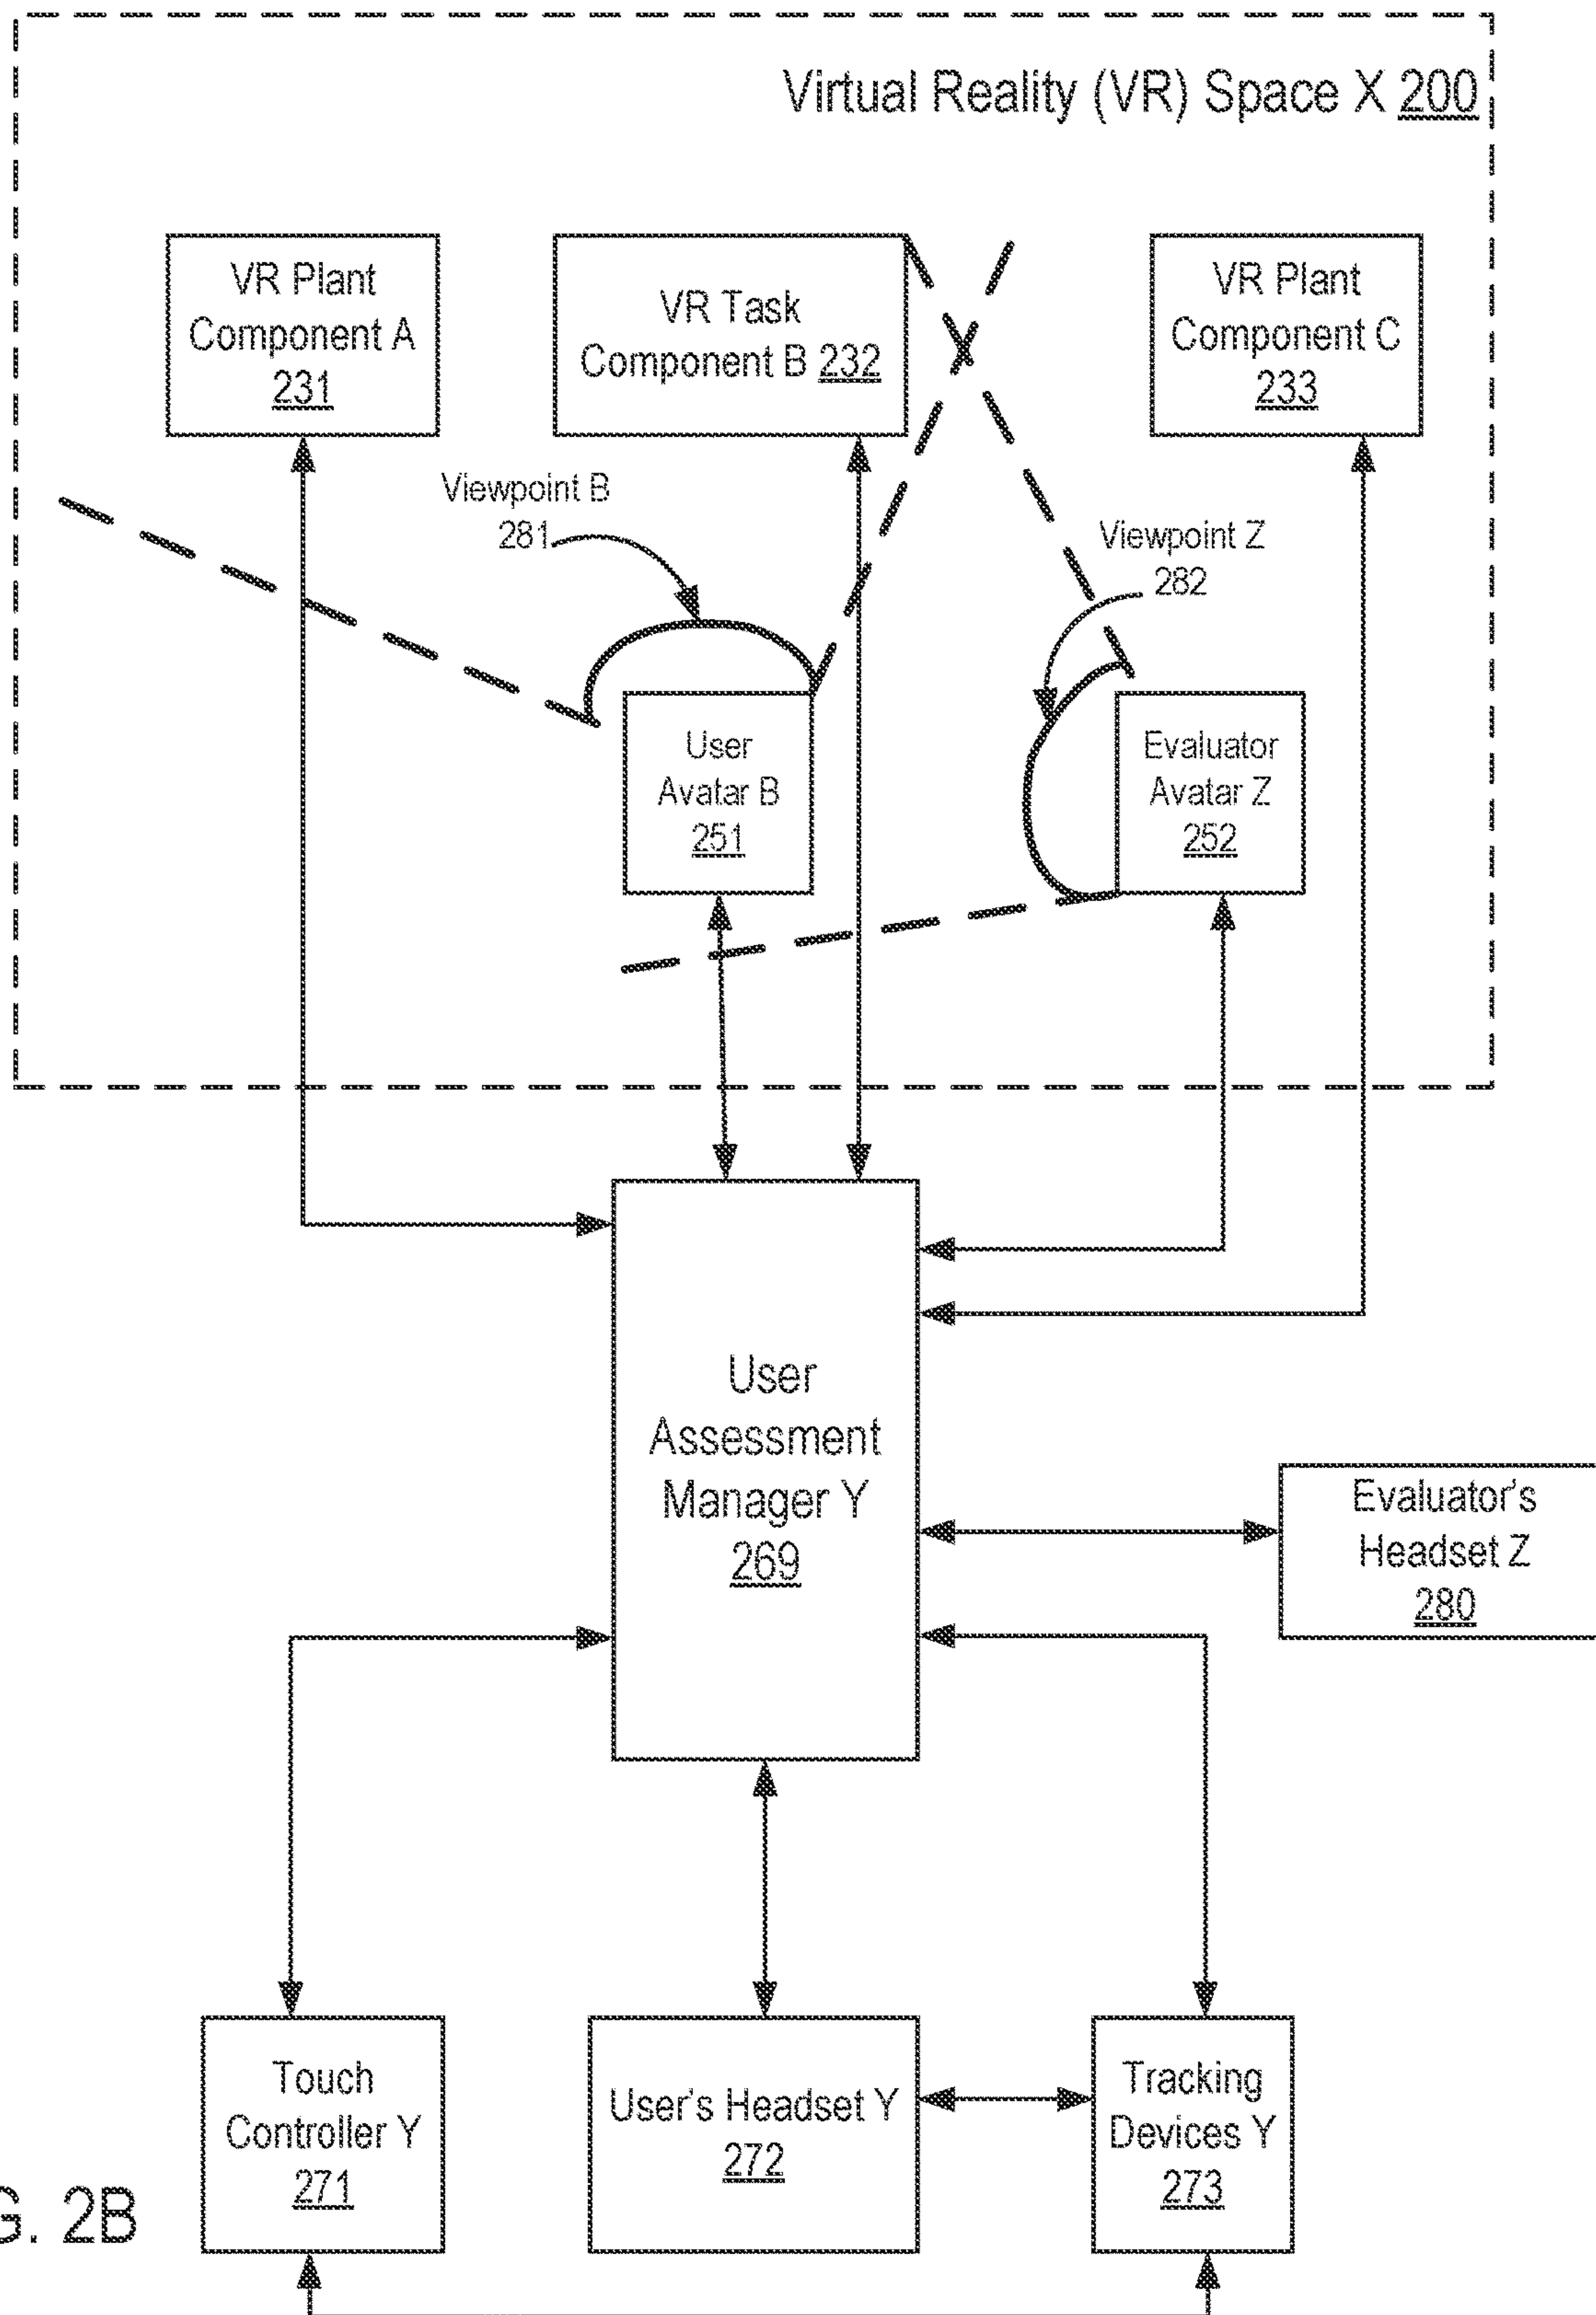 Virtual Reality (VR) Space X 200
VR Plant
Component A
231
VR Task
Component B 232
VR Plant
Component C
233
Viewpoint B
281
Viewpoint Z
282
User
Avatar B
251
Evaluator
Avatar Z
252
User
Assessment
Manager Y
269
Evaluator's
Headset Z
280
Touch
Controller Y
271
User's Headset Y
272
Tracking
Devices Y
273
G. 2B